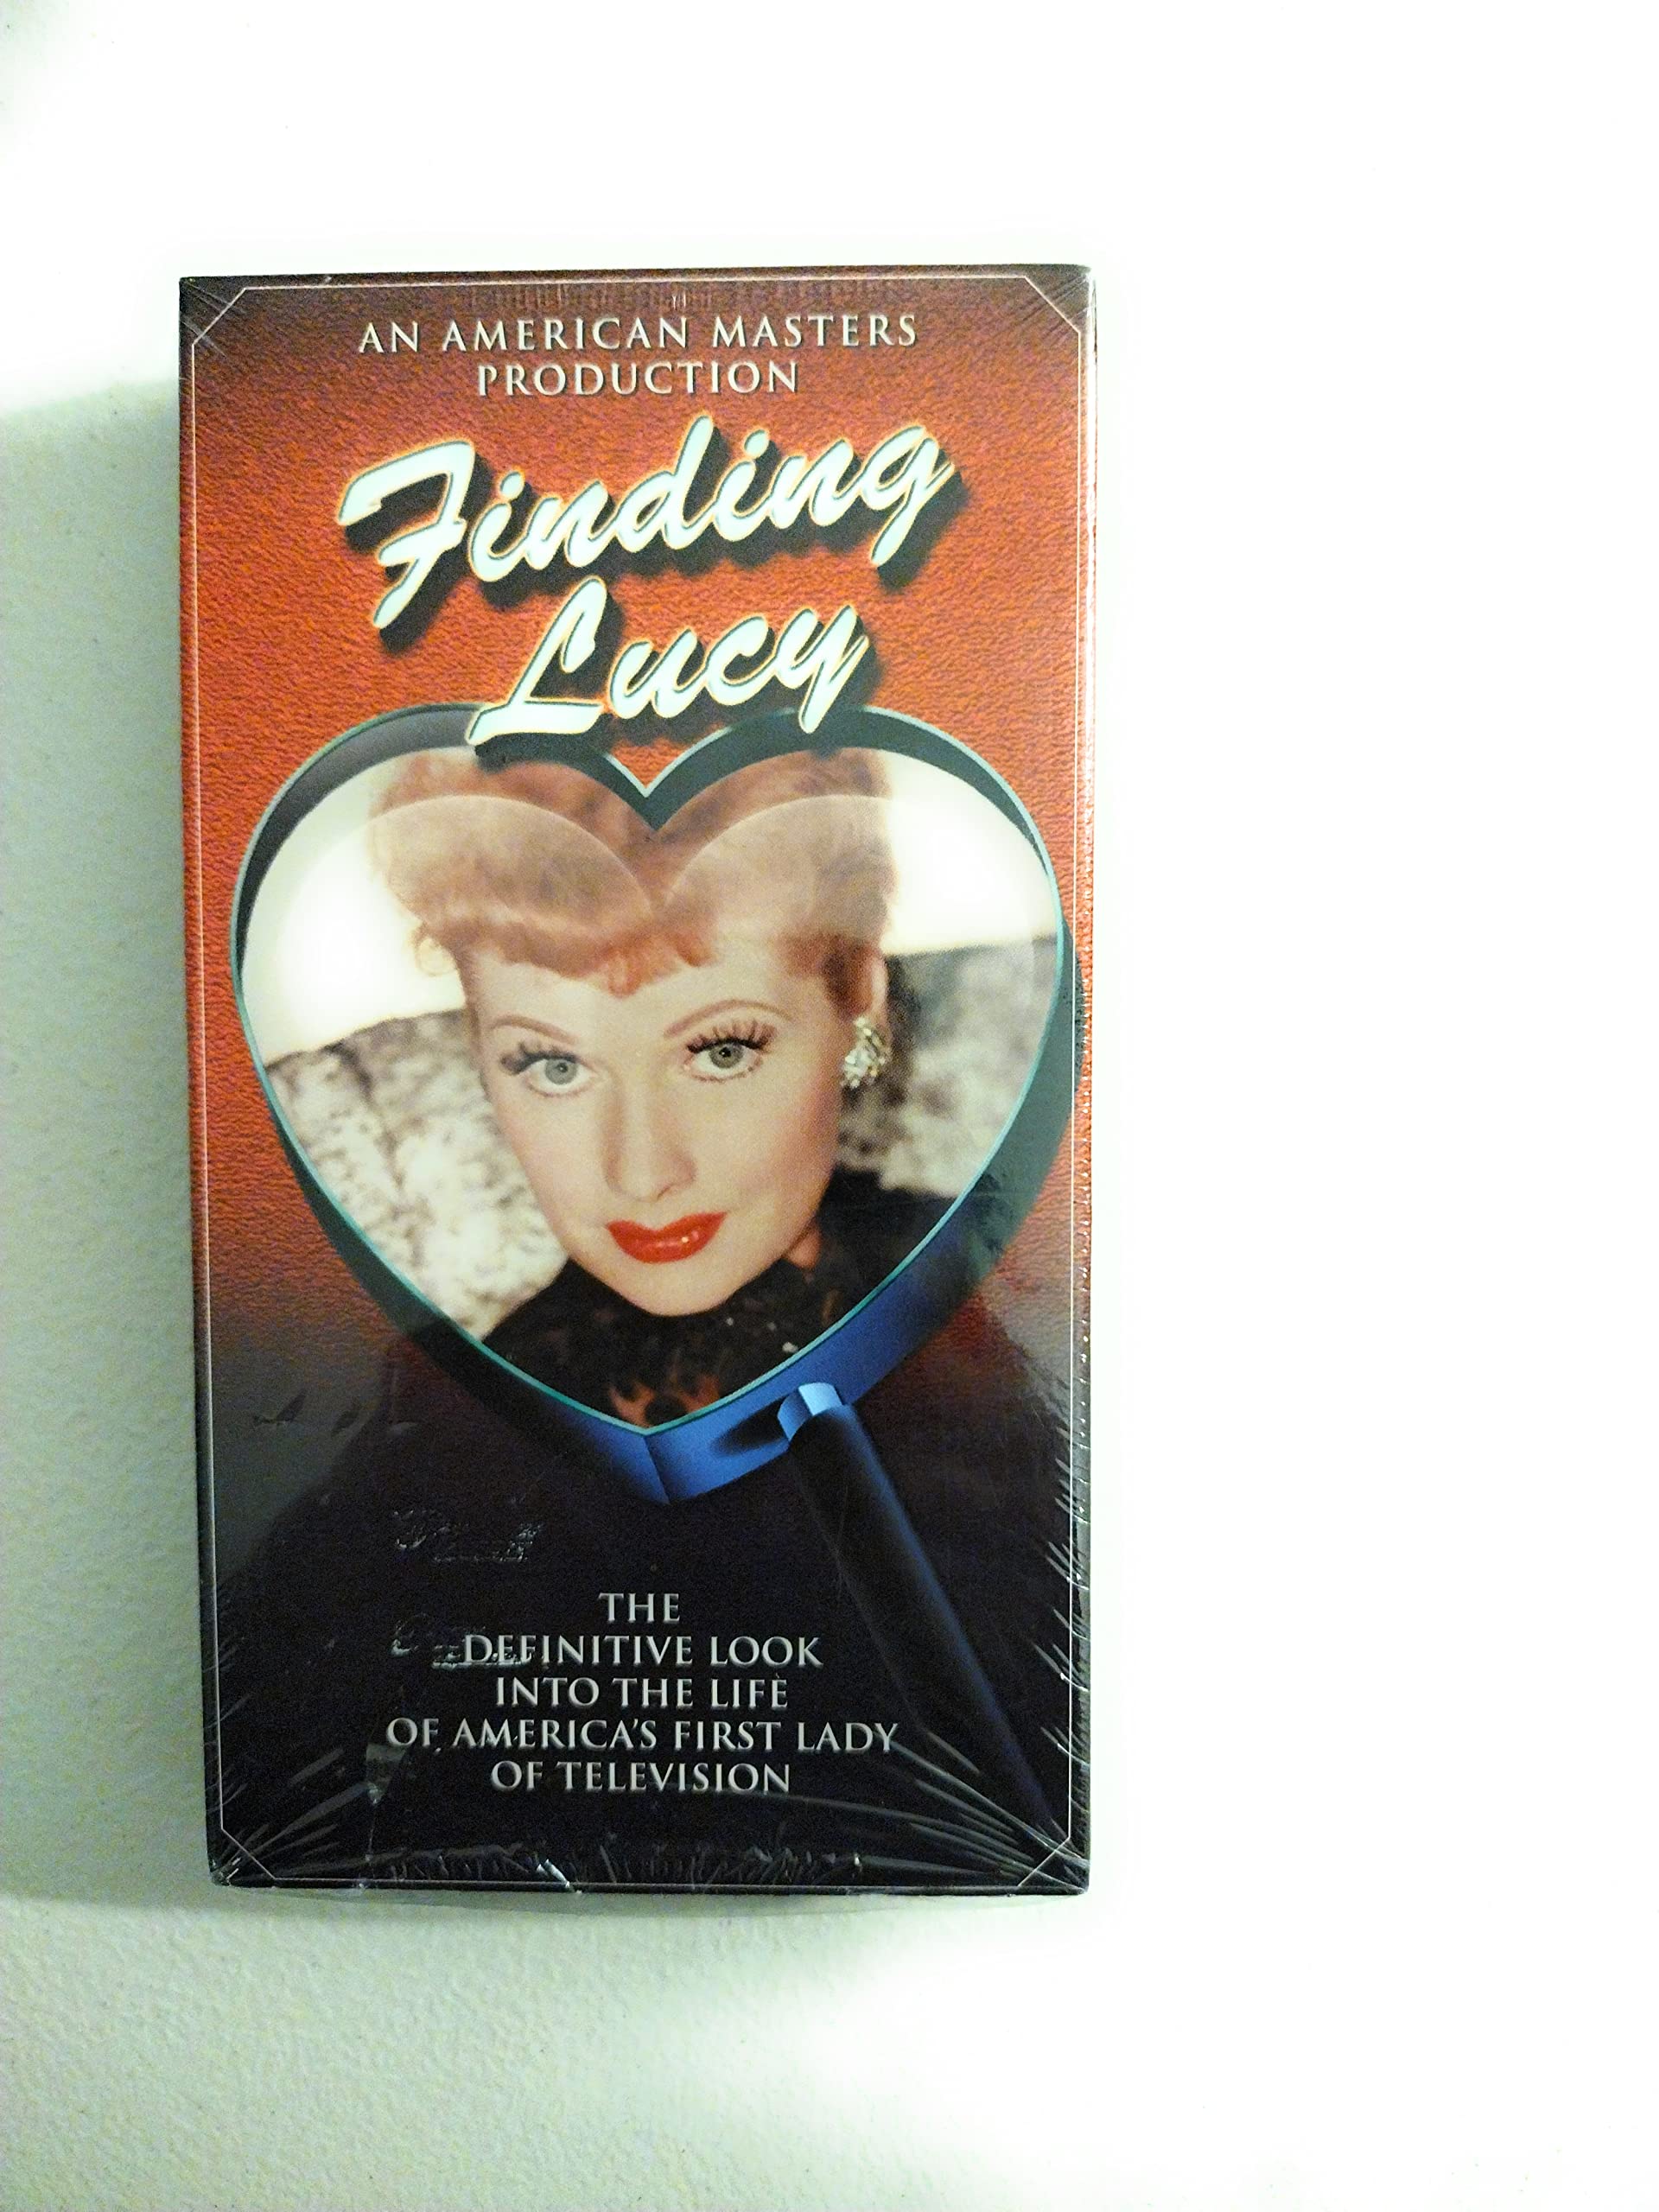 AN AMERICAN MASTERS
PRODUCTION
Finding
Lucy
THE
DEFINITIVE LOOK
INTO THE LIFE
OF AMERICA'S FIRST LADY
OF TELEVISION